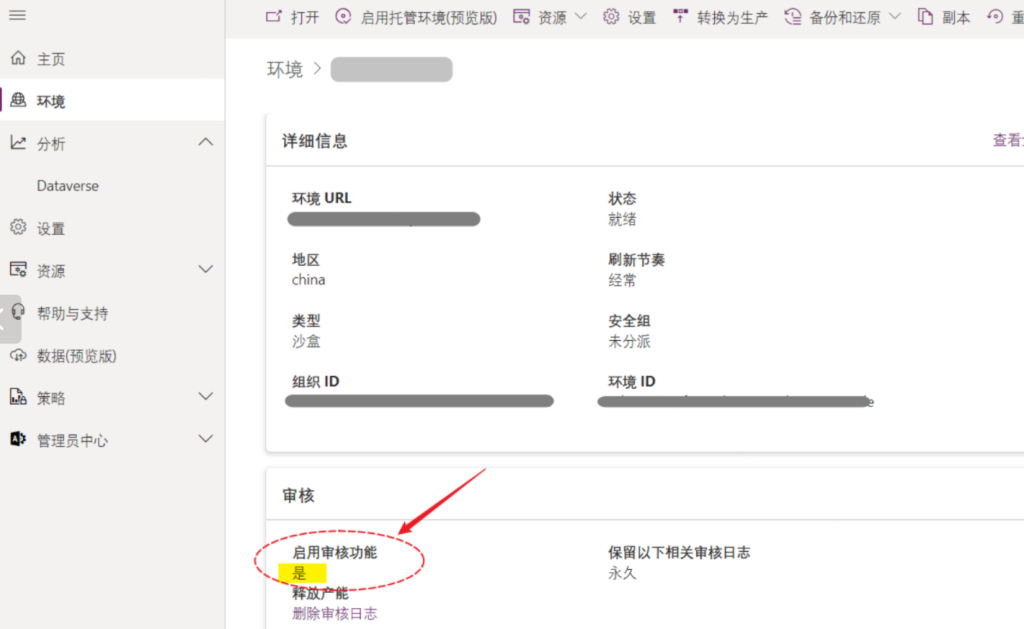 打开 启用托管环境(预览版) 资源 设置 转换为生产 备份和还原 副本
主页
环境
分析
Dataverse
设置
资源
帮助与支持
数据(预览版)
策略
管理员中心
环境 >
详细信息 查看
环境 URL 状态
就绪
地区 刷新节奏
china 经常
类型 安全组
沙盒 未分派
组织 ID 环境 ID
审核
启用审核功能 保留以下相关审核日志
是 永久
释放产能
删除审核日志